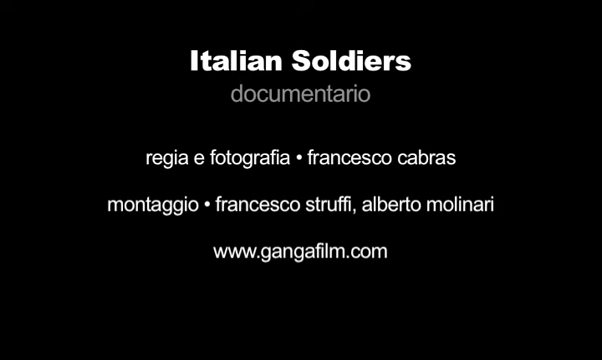 Italian Soldiers
documentario
regia e fotografia • francesco cabras
montaggio • francesco struffi, alberto molinari
www.gangafilm.com